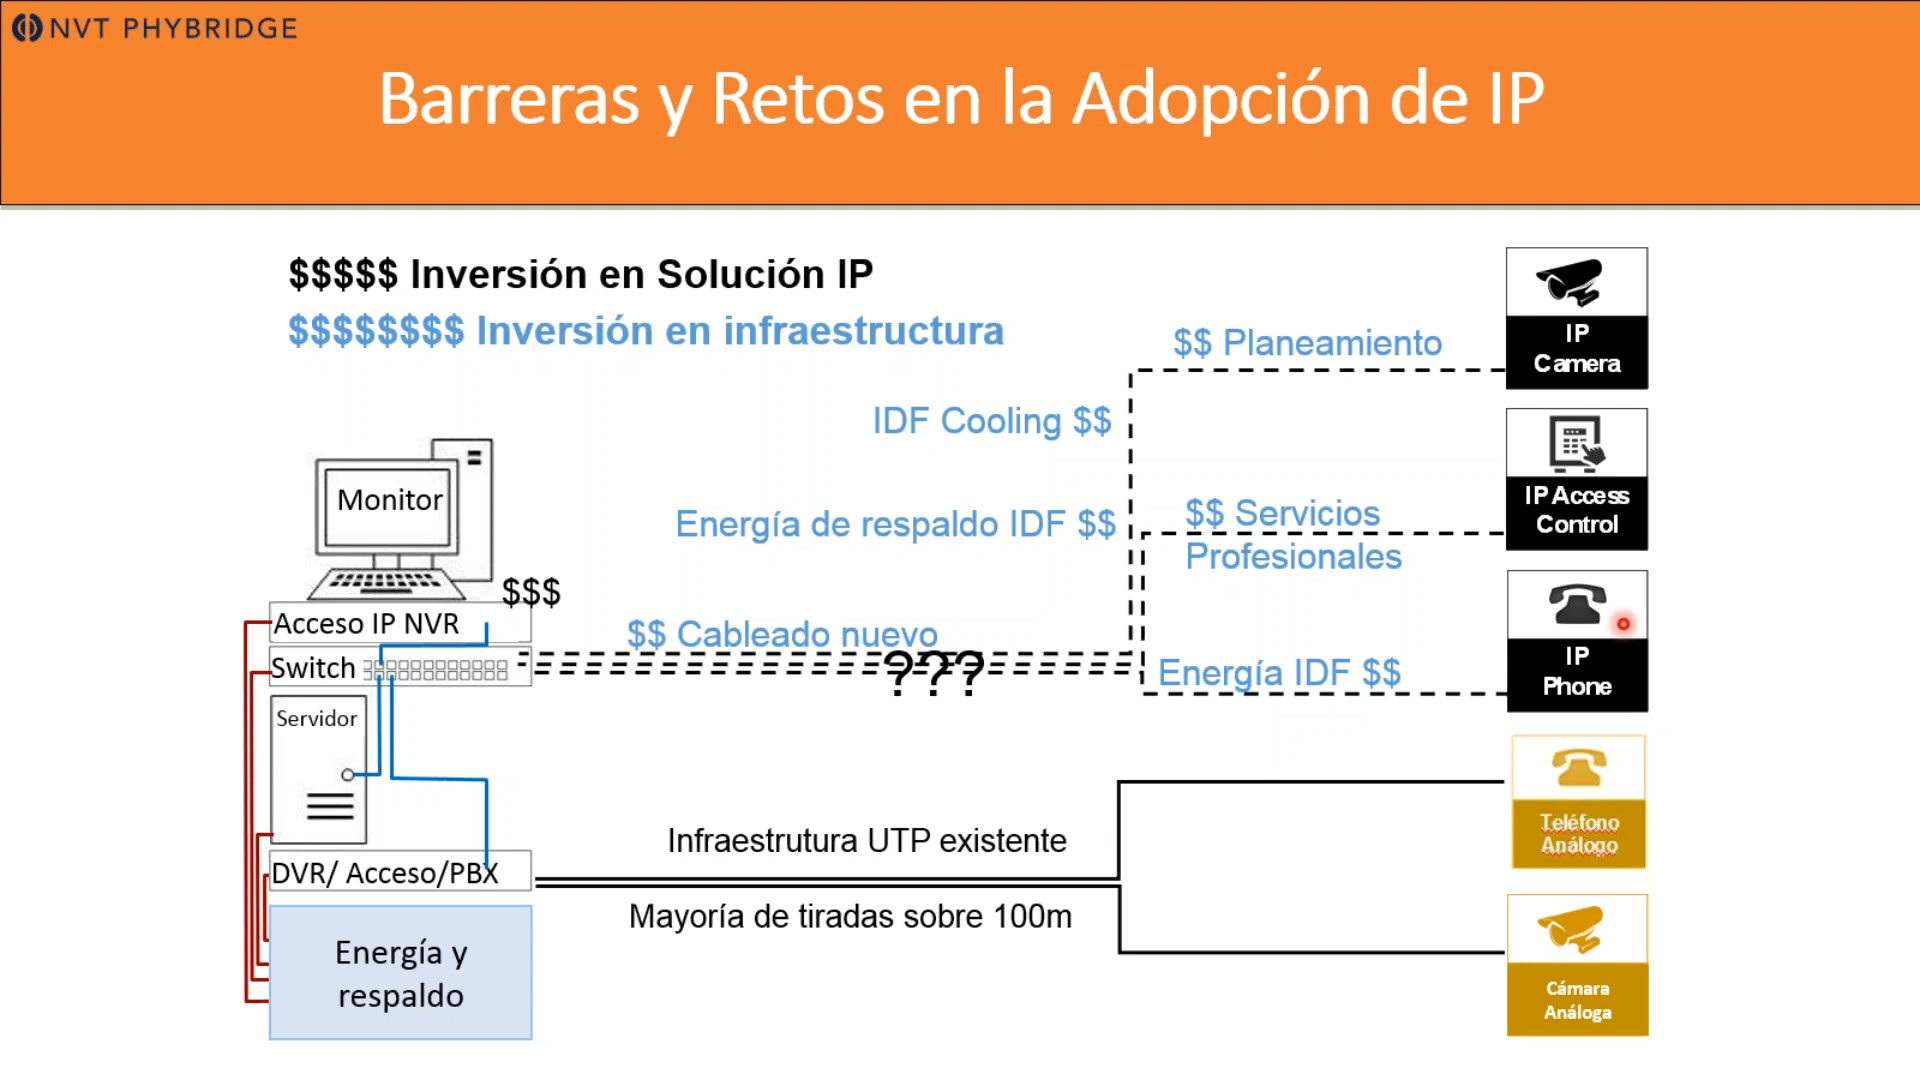 NVT PHYBRIDGE
Barreras y Retos en la Adopción de IP
$$$$$ Inversión en Solución IP
$$$$$$$$ Inversión en infraestructura
$$ Planeamiento
IP
Camera
IDF Cooling $$
Monitor
Energía de respaldo IDF $$
$$ Servicios
Profesionales
IP Access
Control
$$$
Acceso IP NVR
$$ Cableado nuevo
Switch
???
Energía IDF $$
IP
Phone
Servidor
Infraestrutura UTP existente
Teléfono
Análogo
DVR/ Acceso/PBX
Mayoría de tiradas sobre 100m
Energía y
respaldo
Cámara
Análoga